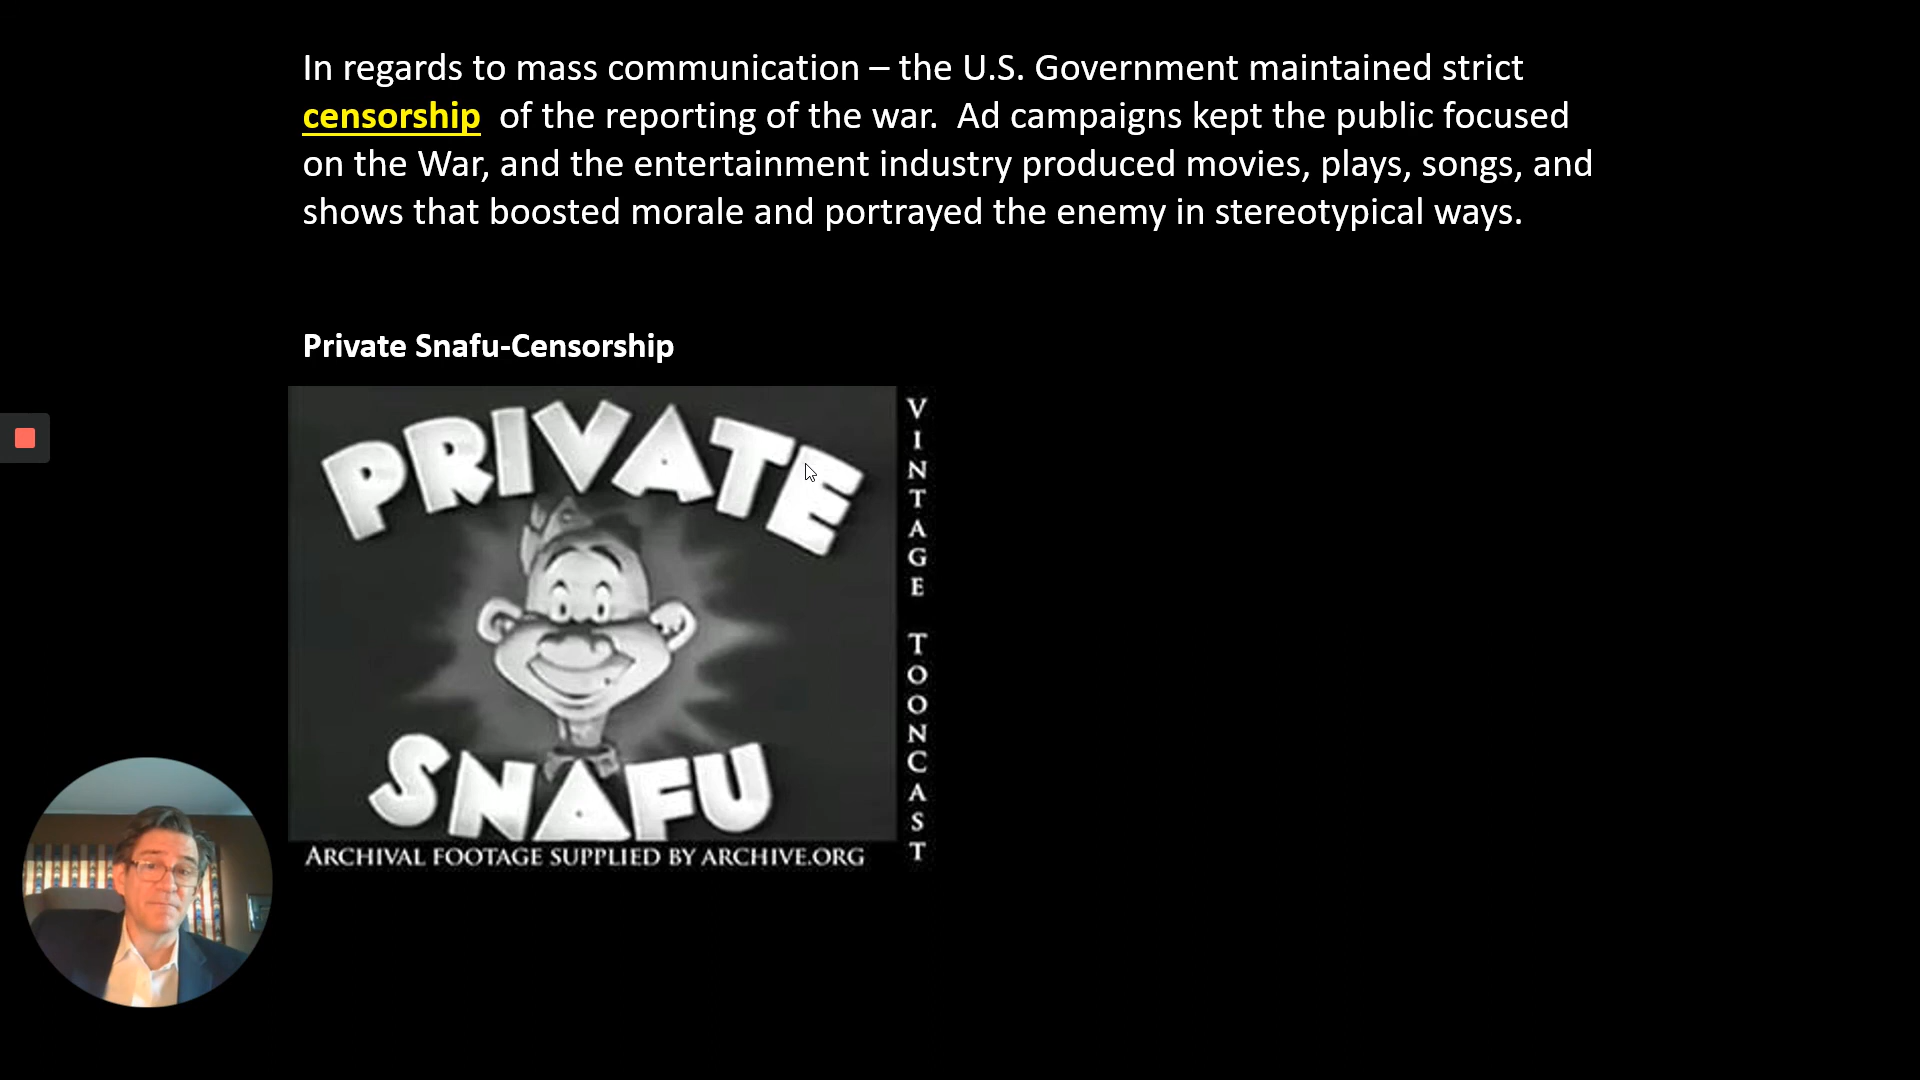 In regards to mass communication – the U.S. Government maintained strict
censorship of the reporting of the war. Ad campaigns kept the public focused
on the War, and the entertainment industry produced movies, plays, songs, and
shows that boosted morale and portrayed the enemy in stereotypical ways.
Private Snafu-Censorship
PRIVATE
SNAFU
ARCHIVAL FOOTAGE SUPPLIED BY ARCHIVE.ORG
VINTAGE TOONCAST